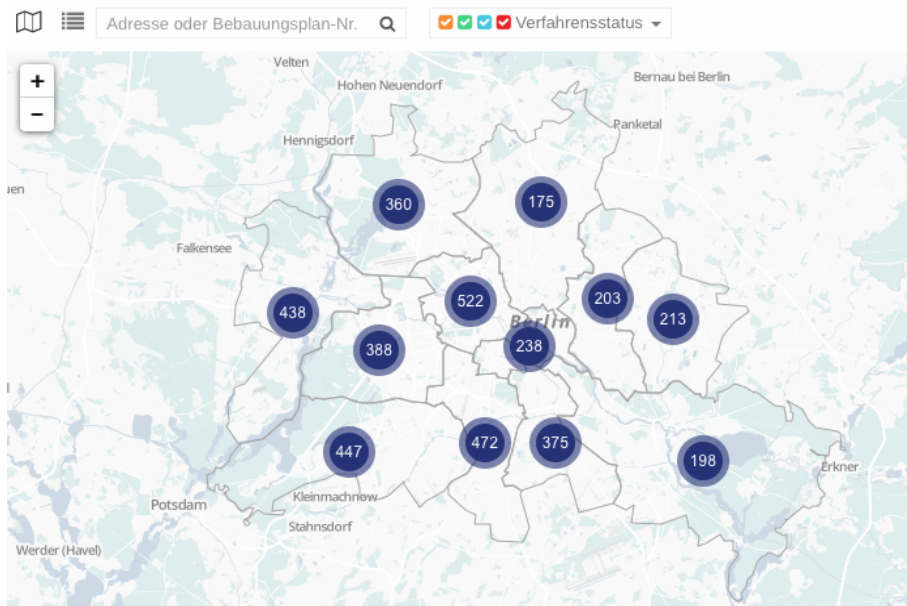 Adresse oder Bebauungsplan-Nr.
Verfahrensstatus
+
−
Velten
Hohen Neuendorf
Bernau bei Berlin
Panketal
Hennigsdorf
uen
360
175
Falkensee
522
203
438
213
Berlin
238
388
472
375
447
198
Erkner
Kleinmachnow
Potsdam
Stahnsdorf
Werder (Havel)